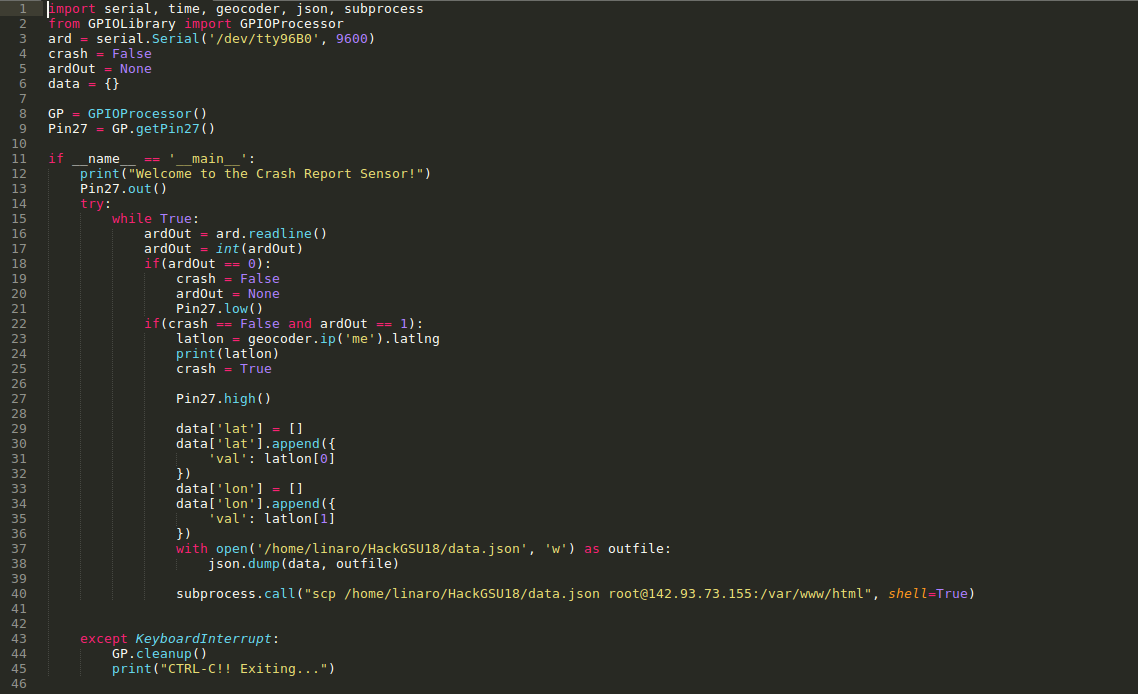 1 import serial, time, geocoder, json, subprocess
2 from GPIOLibrary import GPIOProcessor
3 ard = serial.Serial('/dev/tty96B0', 9600)
4 crash = False
5 ardOut = None
6 data = {}
7
8 GP = GPIOProcessor()
9 Pin27 = GP.getPin27()
10
11 if __name__ == '__main__':
12     print("Welcome to the Crash Report Sensor!")
13     Pin27.out()
14     try:
15         while True:
16             ardOut = ard.readline()
17             ardOut = int(ardOut)
18             if(ardOut == 0):
19                 crash = False
20                 ardOut = None
21                 Pin27.low()
22             if(crash == False and ardOut == 1):
23                 latlon = geocoder.ip('me').latlng
24                 print(latlon)
25                 crash = True
26
27                 Pin27.high()
28
29                 data['lat'] = []
30                 data['lat'].append({
31                     'val': latlon[0]
32                 })
33                 data['lon'] = []
34                 data['lon'].append({
35                     'val': latlon[1]
36                 })
37                 with open('/home/linaro/HackGSU18/data.json', 'w') as outfile:
38                     json.dump(data, outfile)
39
40                 subprocess.call("scp /home/linaro/HackGSU18/data.json root@142.93.73.155:/var/www/html", shell=True)
41
42
43     except KeyboardInterrupt:
44         GP.cleanup()
45         print("CTRL-C!! Exiting...")
46